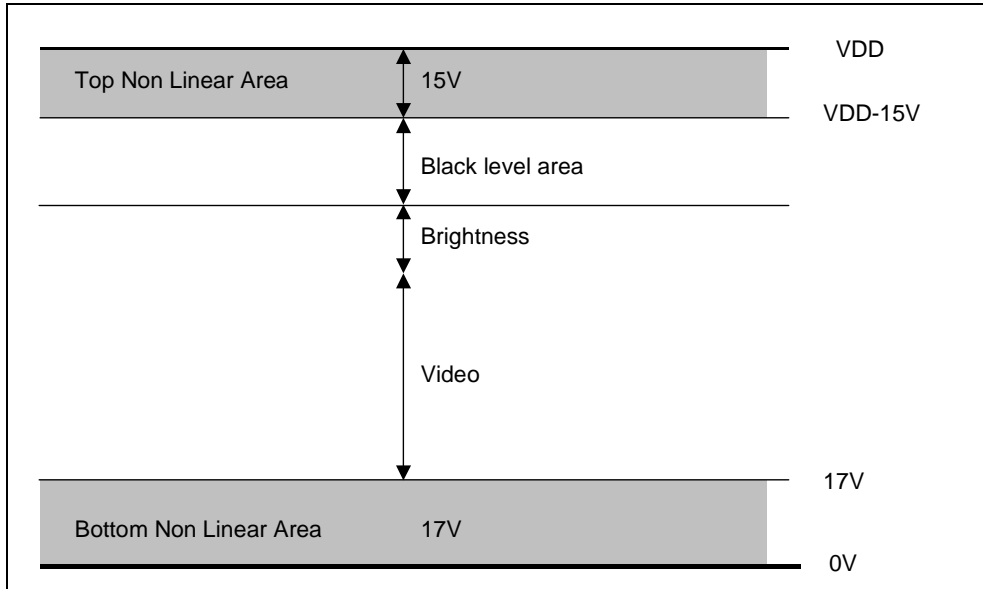 VDD
Top Non Linear Area 15V
VDD-15V
Black level area
Brightness
Video
17V
Bottom Non Linear Area 17V
0V